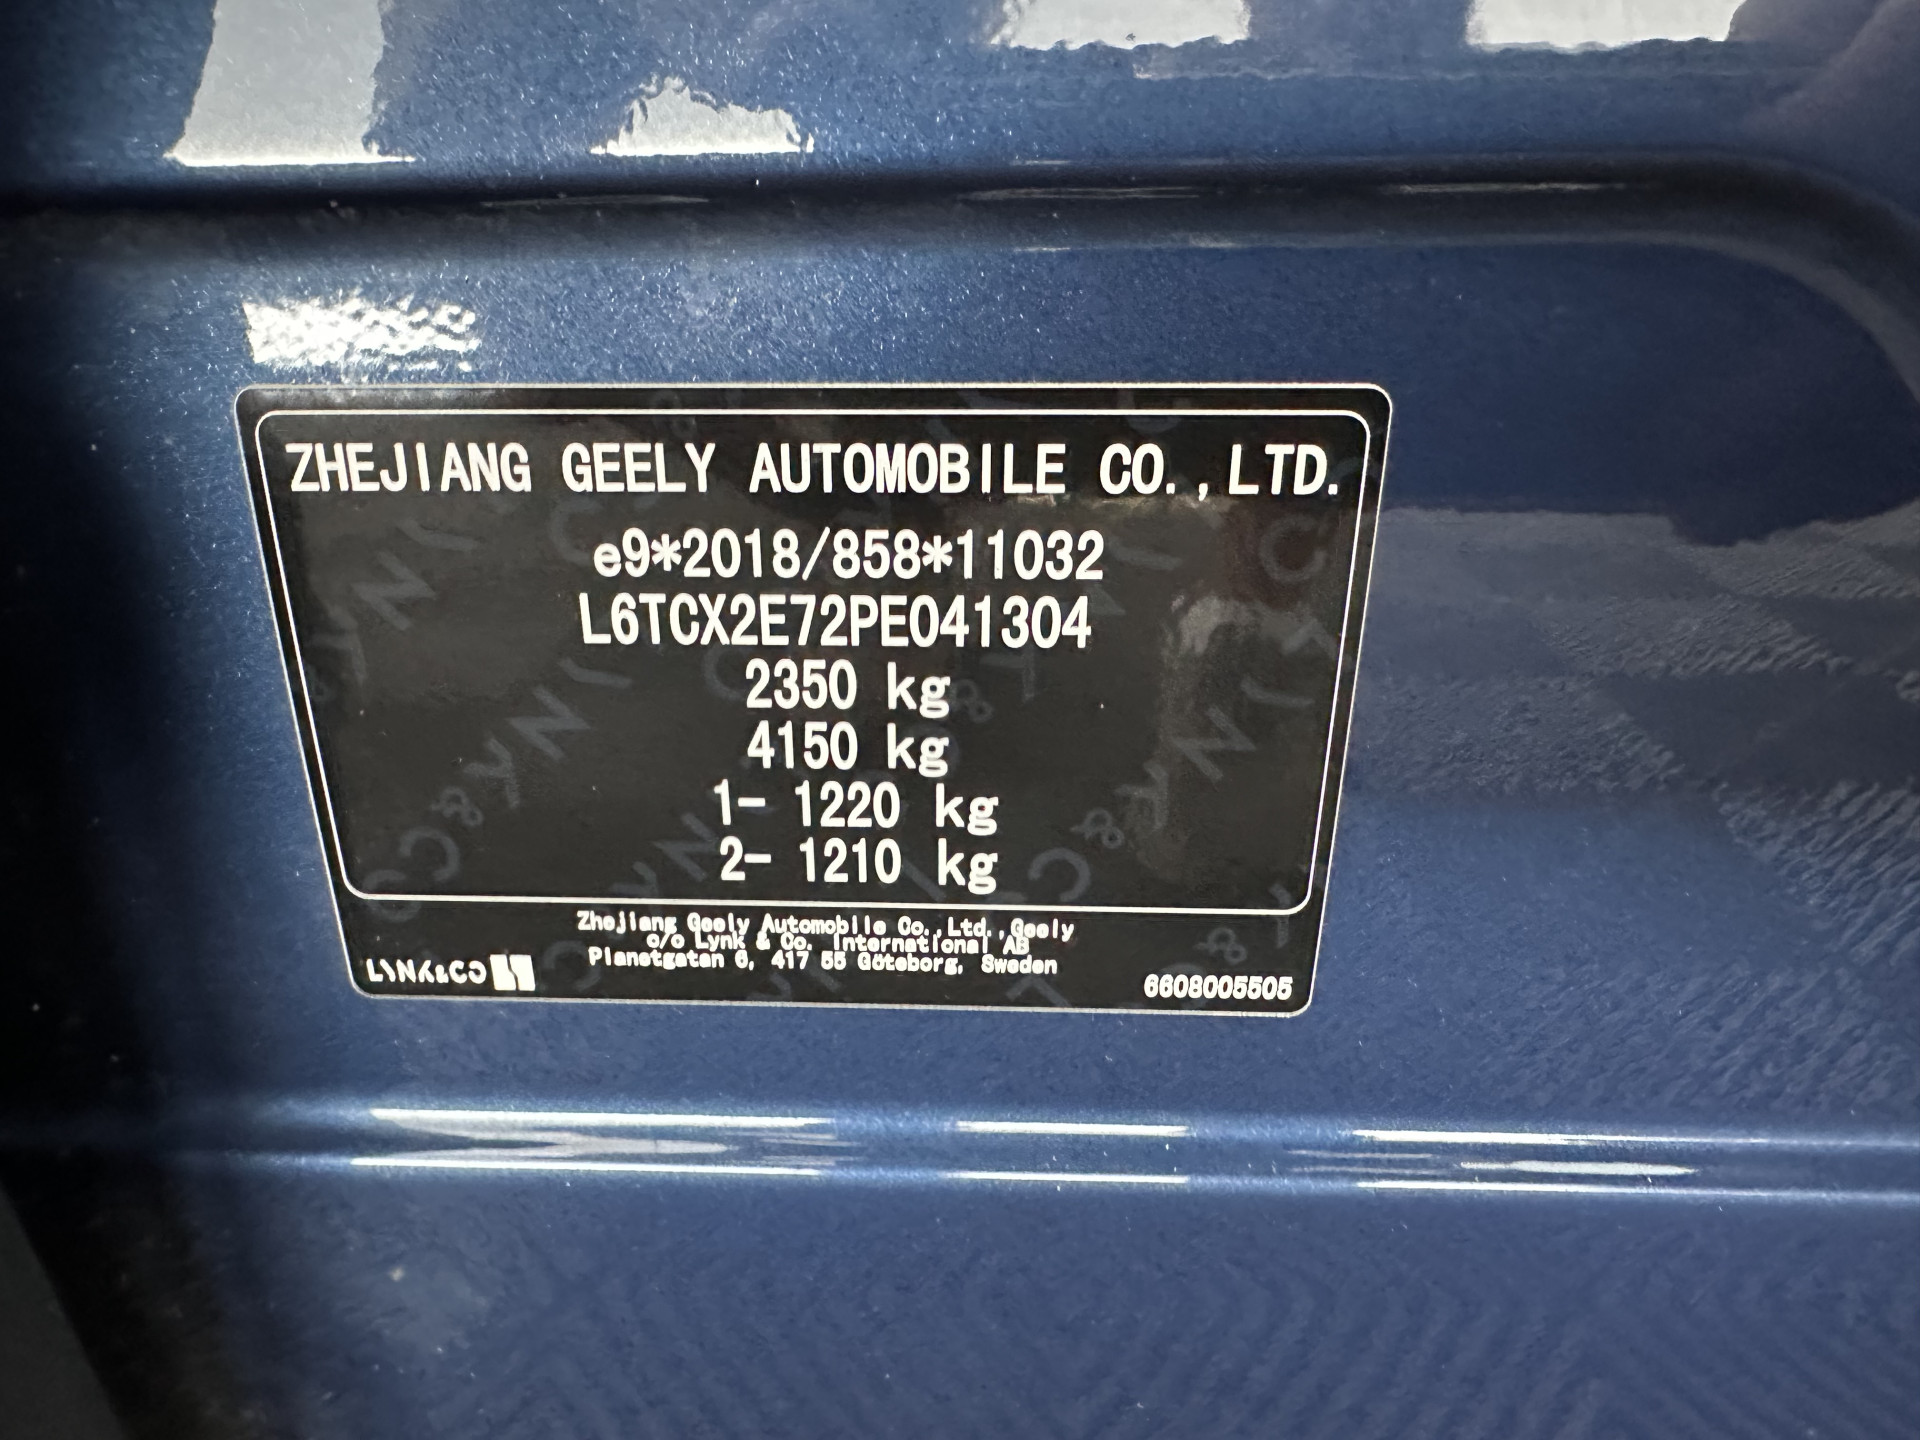 ZHEJIANG GEELY AUTOMOBILE CO.,LTD.
e9*2018/858*11032
L6TCX2E72PE041304
2350 kg
4150 kg
1- 1220 kg
2- 1210 kg
Zhejiang Geely Automobile Co.,Ltd.,Geely
c/o Lynk & Co. International AB
Planetgatan 6, 417 55 Göteborg, Sweden
LYNK&CO
6608005505